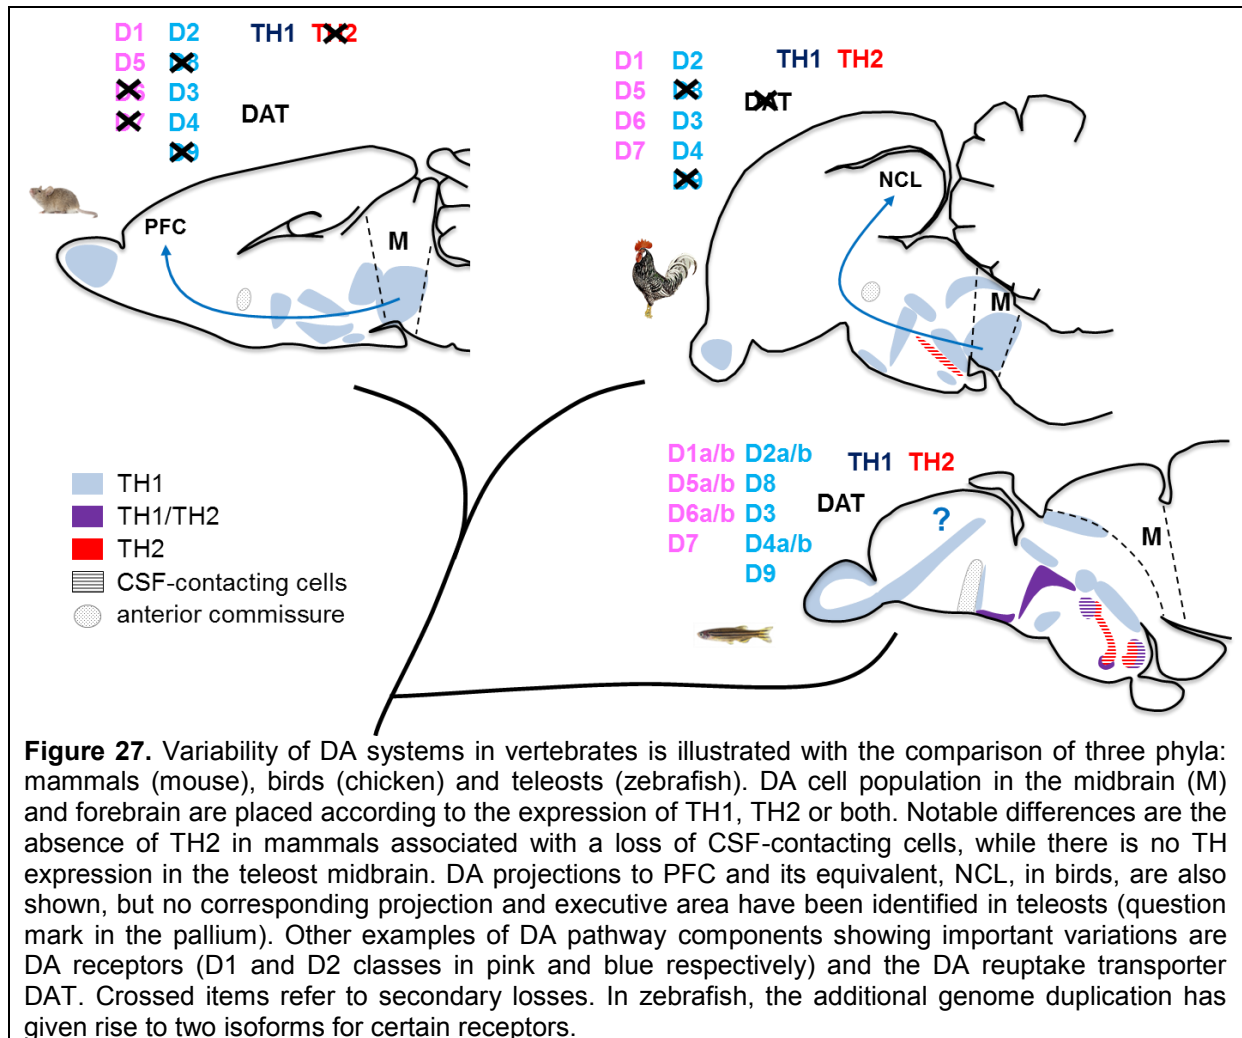 D1 D2 TH1 TH2
D5 D8
D6 D3
D7 D4
D9
DAT
PFC
M
D1 D2 TH1 TH2
D5 D8 DAT
D6 D3
D7 D4
D9
NCL
M
D1a/b D2a/b TH1 TH2
D5a/b D8
D6a/b D3 DAT
D7 D4a/b
D9
?
M
TH1
TH1/TH2
TH2
CSF-contacting cells
anterior commissure
Figure 27. Variability of DA systems in vertebrates is illustrated with the comparison of three phyla:
mammals (mouse), birds (chicken) and teleosts (zebrafish). DA cell population in the midbrain (M)
and forebrain are placed according to the expression of TH1, TH2 or both. Notable differences are the
absence of TH2 in mammals associated with a loss of CSF-contacting cells, while there is no TH
expression in the teleost midbrain. DA projections to PFC and its equivalent, NCL, in birds, are also
shown, but no corresponding projection and executive area have been identified in teleosts (question
mark in the pallium). Other examples of DA pathway components showing important variations are
DA receptors (D1 and D2 classes in pink and blue respectively) and the DA reuptake transporter
DAT. Crossed items refer to secondary losses. In zebrafish, the additional genome duplication has
given rise to two isoforms for certain receptors.